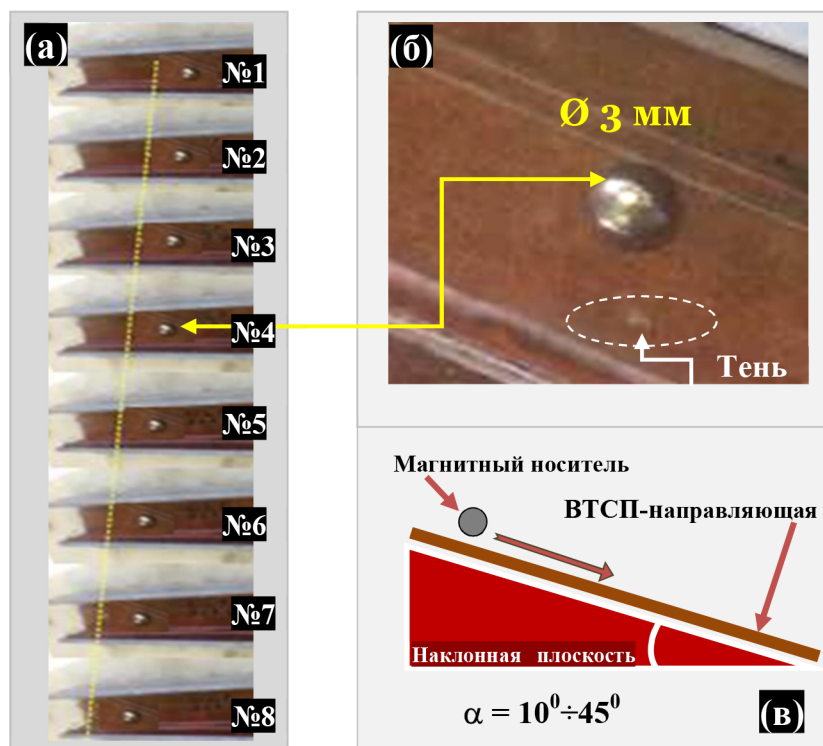 (а)
№1
№2
№3
№4
№5
№6
№7
№8
(б)
Ø 3 мм
Тень
Магнитный носитель
ВТСП-направляющая
Наклонная плоскость
α = 10⁰÷45⁰
(в)